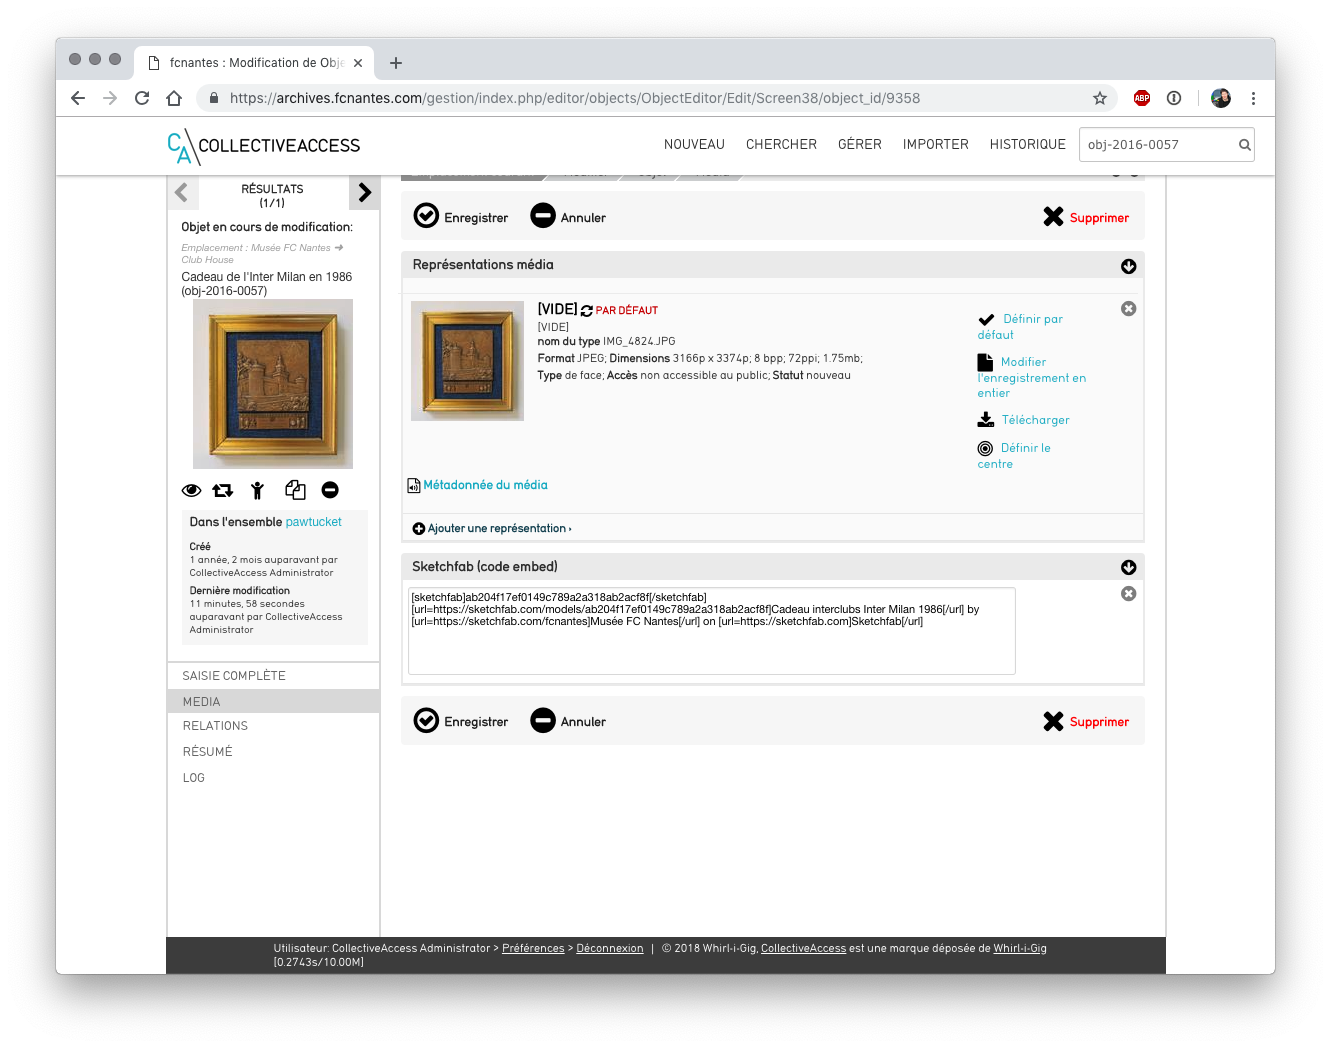 fcnantes : Modification de Obje
https://archives.fcnantes.com/gestion/index.php/editor/objects/ObjectEditor/Edit/Screen38/object_id/9358
ABP
CA COLLECTIVEACCESS
NOUVEAU CHERCHER GÉRER IMPORTER HISTORIQUE obj-2016-0057
RÉSULTATS
(1/1)
Objet en cours de modification:
Emplacement : Musée FC Nantes ➔
Club House
Cadeau de l'Inter Milan en 1986
(obj-2016-0057)
Dans l'ensemble pawtucket
Créé
1 année, 2 mois auparavant par
CollectiveAccess Administrator
Dernière modification
11 minutes, 58 secondes
auparavant par CollectiveAccess
Administrator
SAISIE COMPLÈTE
MEDIA
RELATIONS
RÉSUMÉ
LOG
Enregistrer Annuler Supprimer
Représentations média
[VIDE] PAR DÉFAUT
[VIDE]
nom du type IMG_4824.JPG
Format JPEG; Dimensions 3166p x 3374p; 8 bpp; 72ppi; 1.75mb;
Type de face; Accès non accessible au public; Statut nouveau
Définir par
défaut
Modifier
l'enregistrement en
entier
Télécharger
Définir le
centre
Métadonnée du média
Ajouter une représentation ›
Sketchfab (code embed)
[sketchfab]ab204f17ef0149c789a2a318ab2acf8f[/sketchfab]
[url=https://sketchfab.com/models/ab204f17ef0149c789a2a318ab2acf8f]Cadeau interclubs Inter Milan 1986[/url] by
[url=https://sketchfab.com/fcnantes]Musée FC Nantes[/url] on [url=https://sketchfab.com]Sketchfab[/url]
Enregistrer Annuler Supprimer
Utilisateur: CollectiveAccess Administrator > Préférences > Déconnexion | © 2018 Whirl-i-Gig, CollectiveAccess est une marque déposée de Whirl-i-Gig
[0.2743s/10.00M]